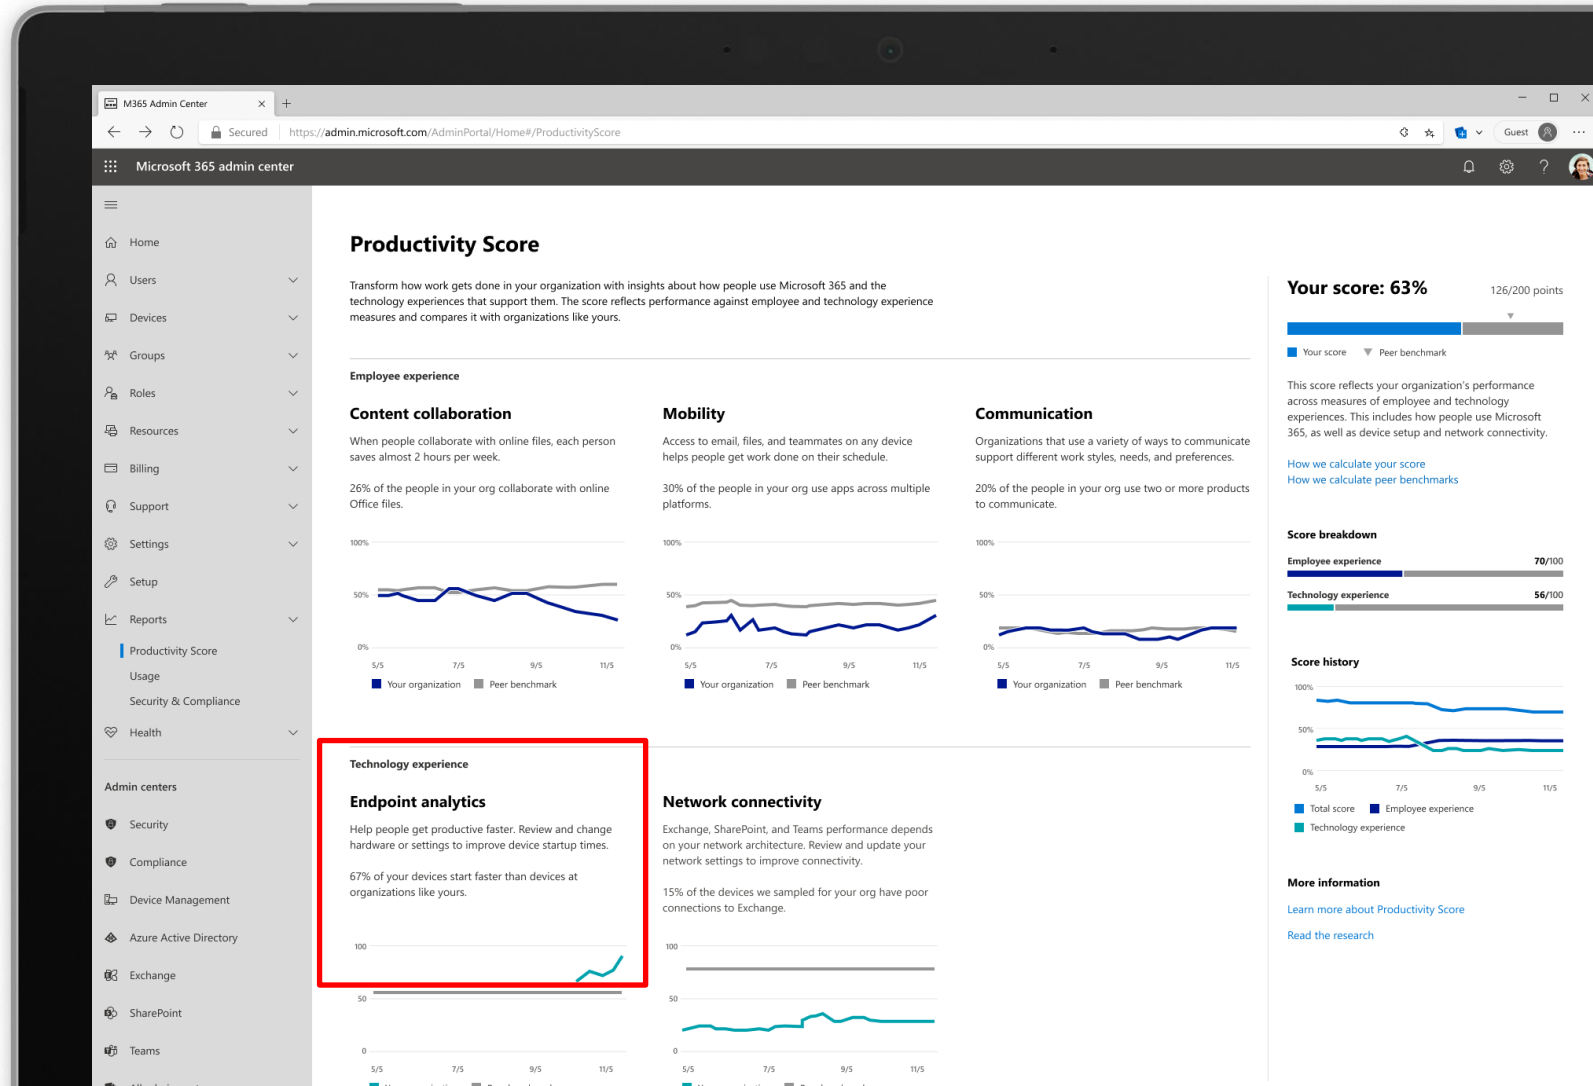 M365 Admin Center
Secured https://admin.microsoft.com/AdminPortal/Home#/ProductivityScore
Guest
Microsoft 365 admin center
Home
Users
Devices
Groups
Roles
Resources
Billing
Support
Settings
Setup
Reports
Productivity Score
Usage
Security & Compliance
Health
Admin centers
Security
Compliance
Device Management
Azure Active Directory
Exchange
SharePoint
Teams
Productivity Score
Transform how work gets done in your organization with insights about how people use Microsoft 365 and the
technology experiences that support them. The score reflects performance against employee and technology experience
measures and compares it with organizations like yours.
Employee experience
Content collaboration
When people collaborate with online files, each person
saves almost 2 hours per week.
26% of the people in your org collaborate with online
Office files.
100%
50%
0%
5/5 7/5 9/5 11/5
Your organization Peer benchmark
Mobility
Access to email, files, and teammates on any device
helps people get work done on their schedule.
30% of the people in your org use apps across multiple
platforms.
100%
50%
0%
5/5 7/5 9/5 11/5
Your organization Peer benchmark
Communication
Organizations that use a variety of ways to communicate
support different work styles, needs, and preferences.
20% of the people in your org use two or more products
to communicate.
100%
50%
0%
5/5 7/5 9/5 11/5
Your organization Peer benchmark
Technology experience
Endpoint analytics
Help people get productive faster. Review and change
hardware or settings to improve device startup times.
67% of your devices start faster than devices at
organizations like yours.
100
50
0
5/5 7/5 9/5 11/5
Network connectivity
Exchange, SharePoint, and Teams performance depends
on your network architecture. Review and update your
network settings to improve connectivity.
15% of the devices we sampled for your org have poor
connections to Exchange.
100
50
0
5/5 7/5 9/5 11/5
Your score: 63% 126/200 points
Your score Peer benchmark
This score reflects your organization's performance
across measures of employee and technology
experiences. This includes how people use Microsoft
365, as well as device setup and network connectivity.
How we calculate your score
How we calculate peer benchmarks
Score breakdown
Employee experience 70/100
Technology experience 56/100
Score history
100%
50%
0%
5/5 7/5 9/5 11/5
Total score Employee experience
Technology experience
More information
Learn more about Productivity Score
Read the research